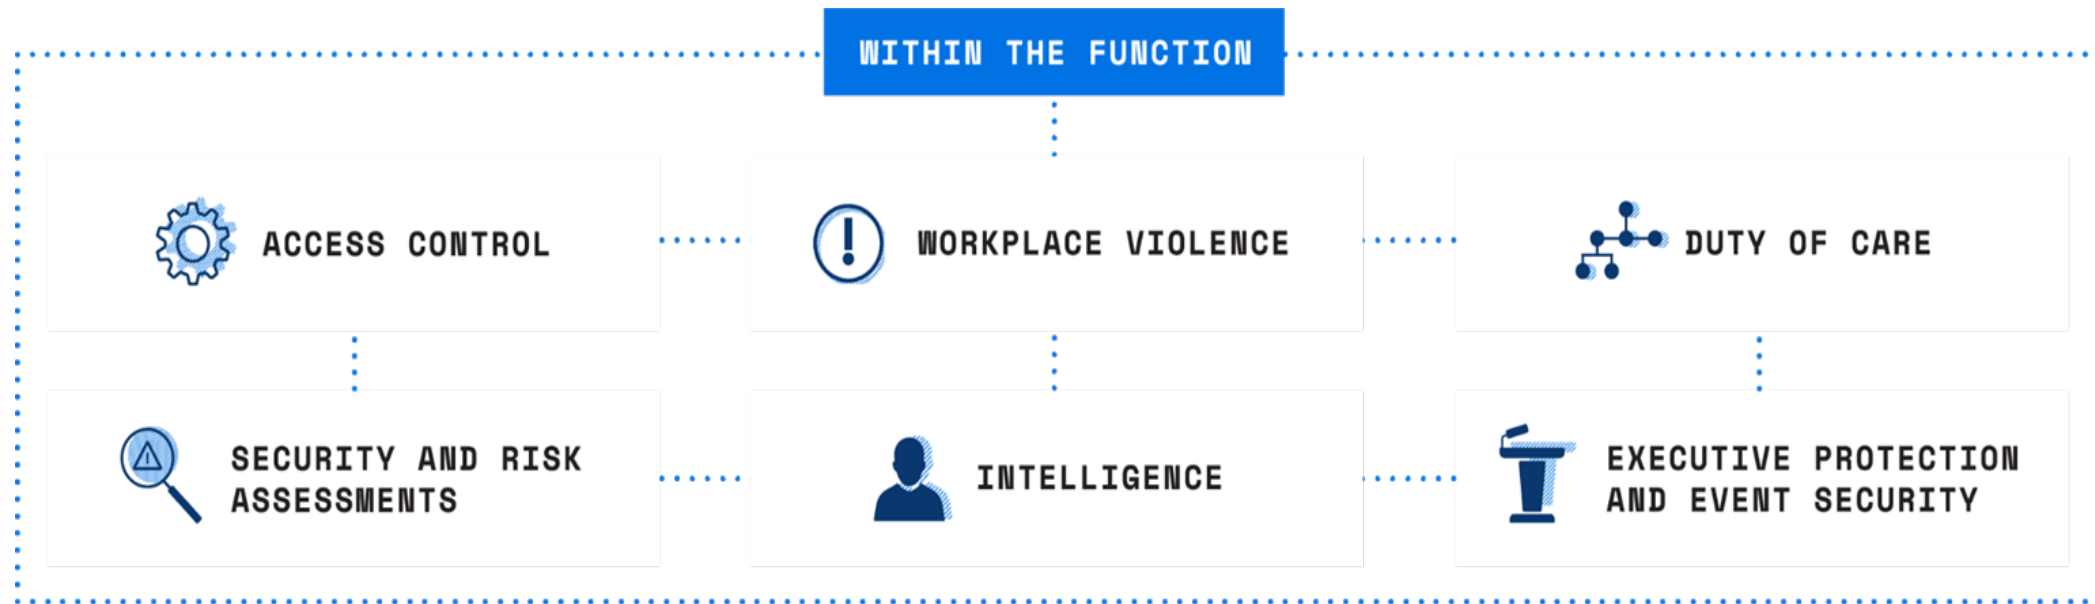 WITHIN THE FUNCTION
ACCESS CONTROL
WORKPLACE VIOLENCE
DUTY OF CARE
SECURITY AND RISK
ASSESSMENTS
INTELLIGENCE
EXECUTIVE PROTECTION
AND EVENT SECURITY